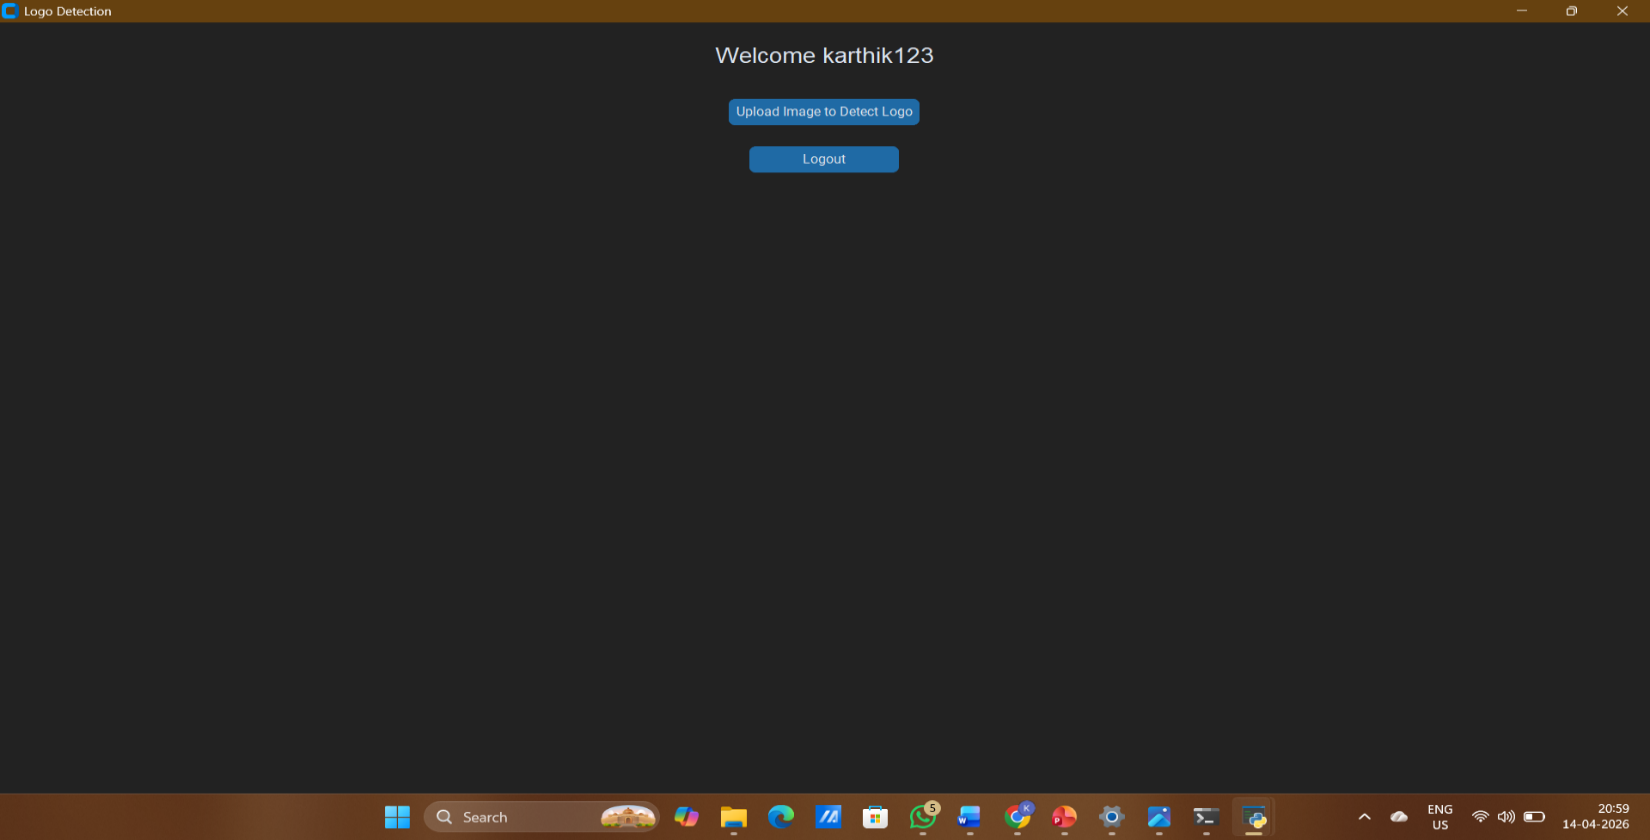 Logo Detection
Welcome karthik123
Upload Image to Detect Logo
Logout
Search
5
K
ENG
US
20:59
14-04-2026